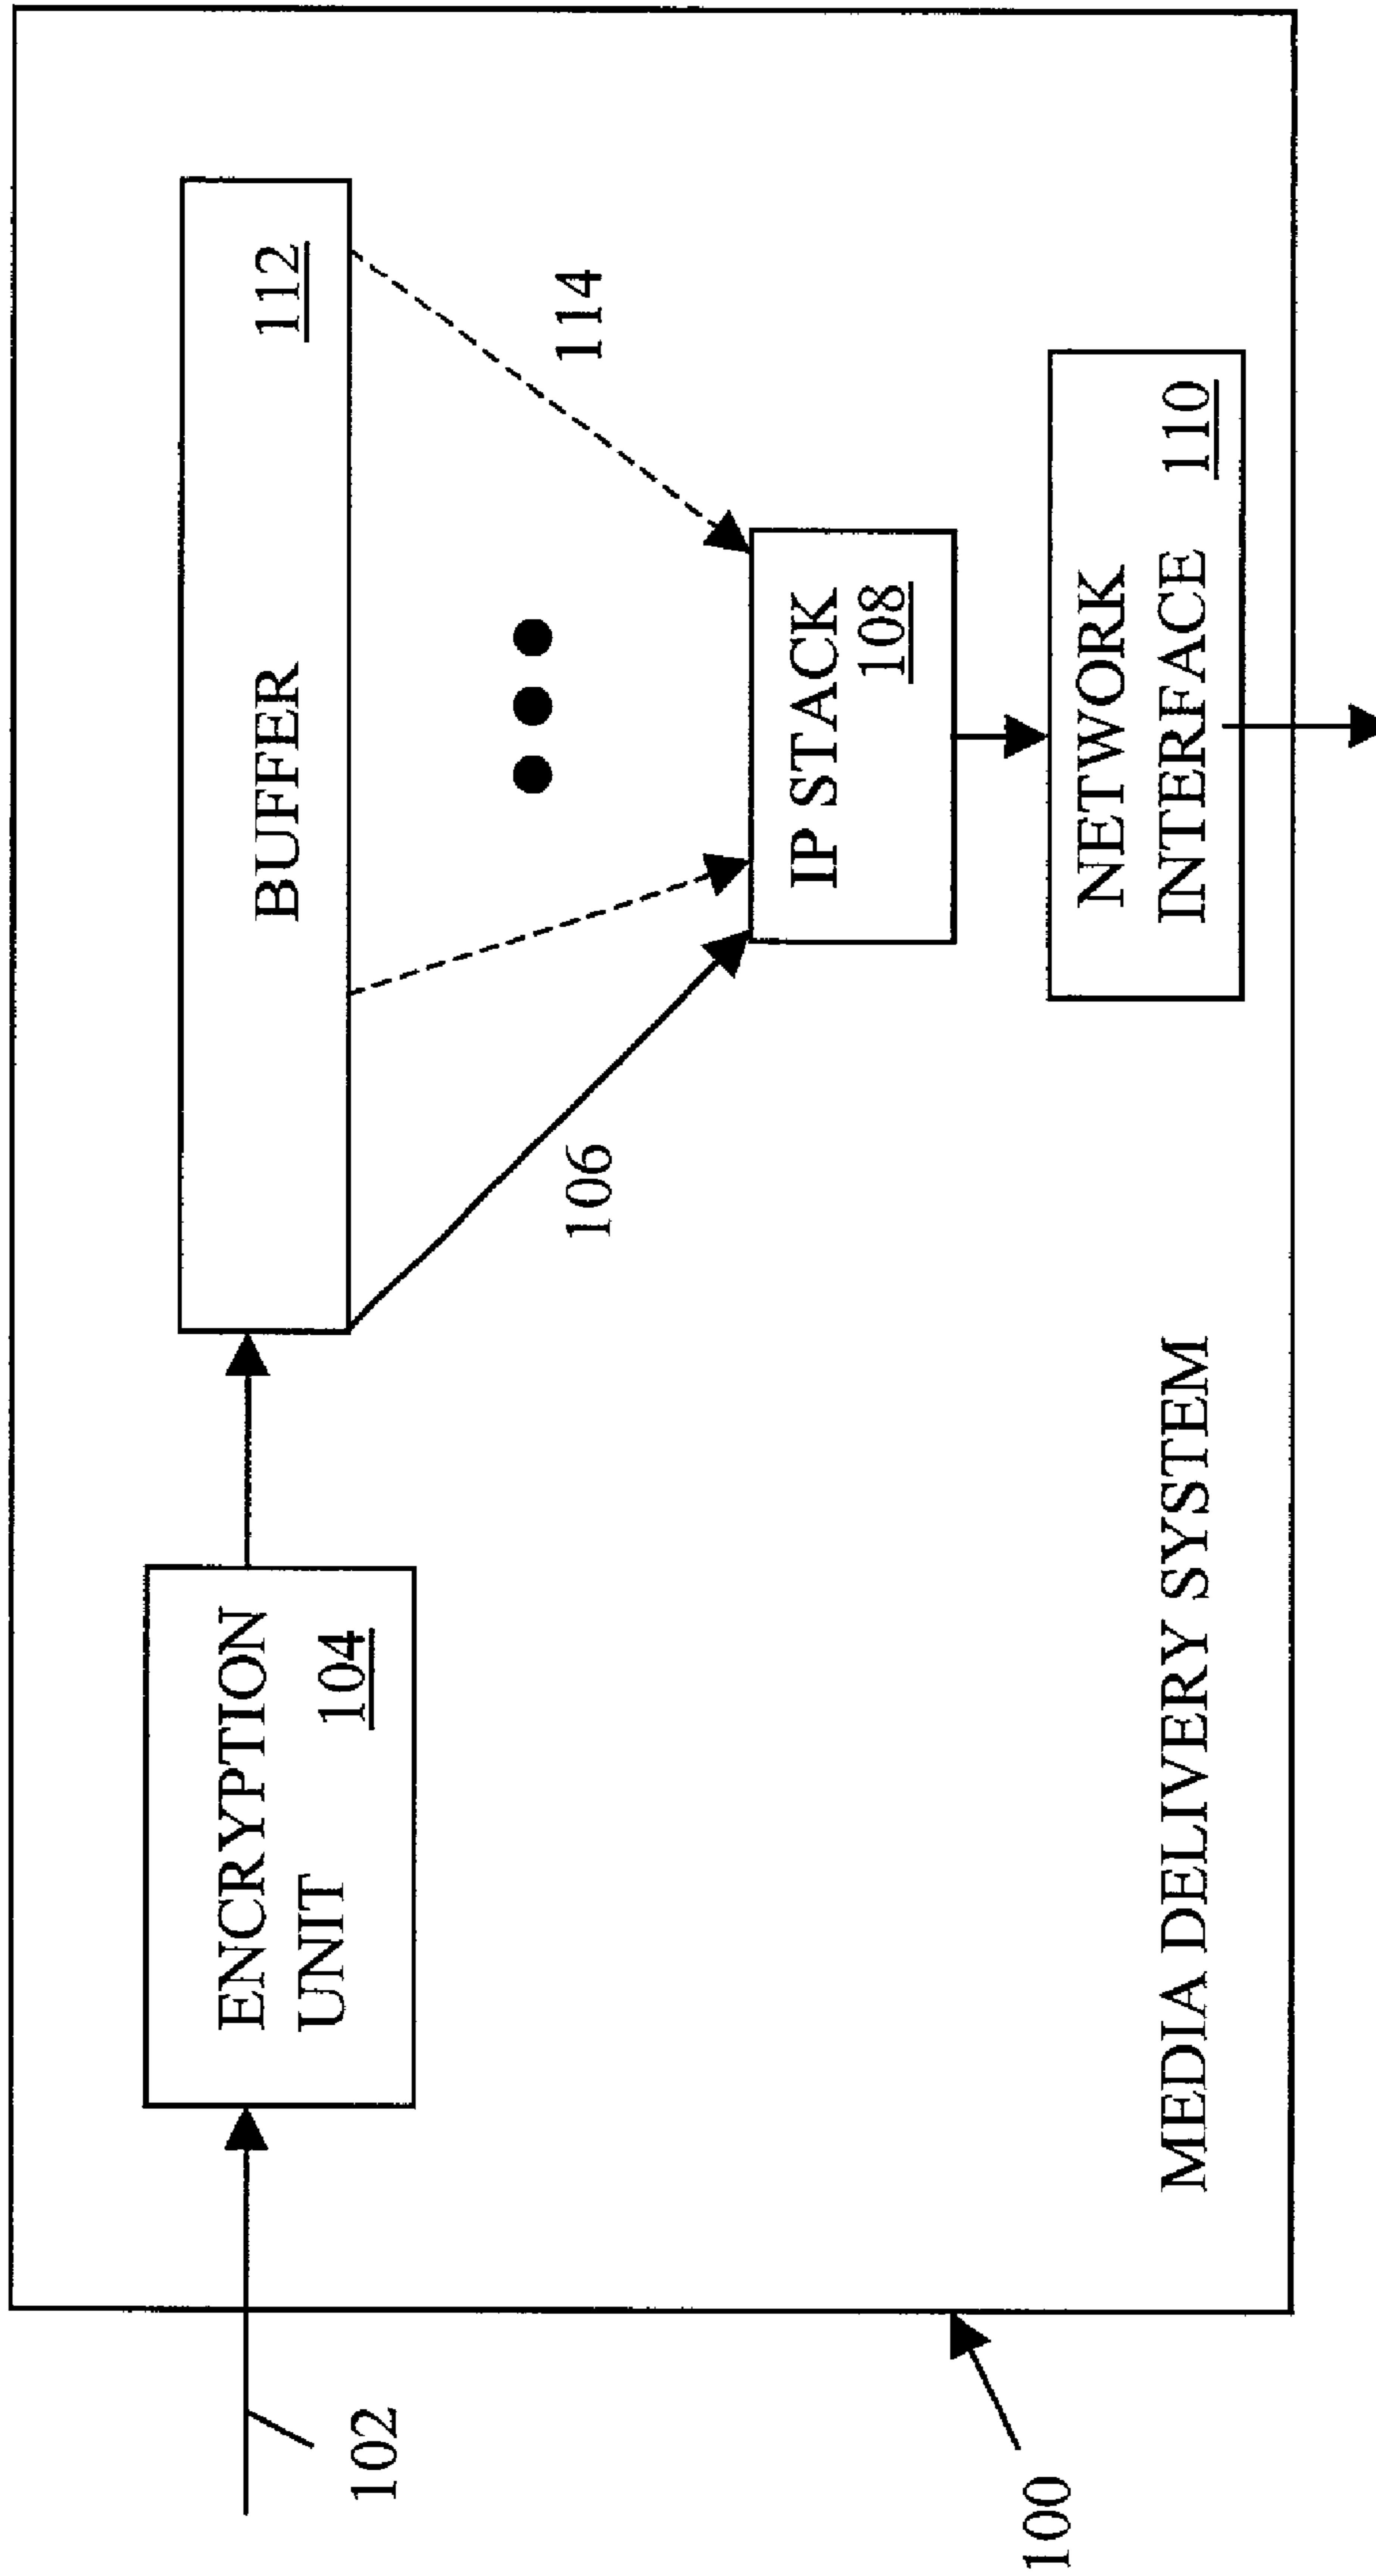 102
ENCRYPTION
UNIT 104
BUFFER 112
106
114
IP STACK
108
NETWORK
INTERFACE 110
MEDIA DELIVERY SYSTEM
100